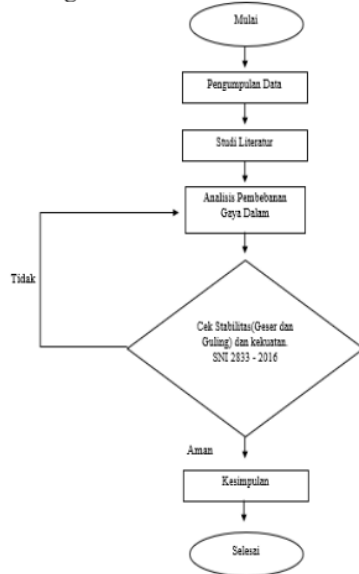 Mulai
Pengumpulan Data
Studi Literatur
Analisis Pembebanan
Gaya Dalam
Tidak
Cek Stabilitas(Geser dan
Guling) dan kekuatan.
SNI 2833 - 2016
Aman
Kesimpulan
Selesai